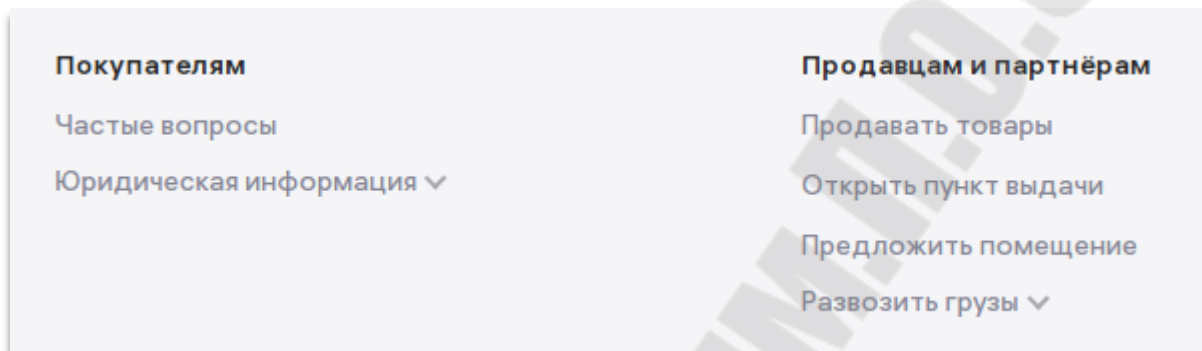 Покупателям
Частые вопросы
Юридическая информация
Продавцам и партнёрам
Продавать товары
Открыть пункт выдачи
Предложить помещение
Развозить грузы